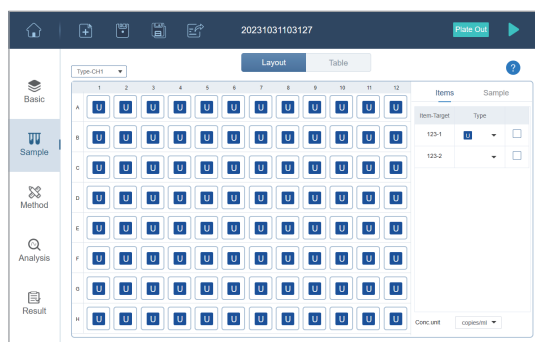 20231031103127
Plate Out
Layout Table
Type-CH1
1 2 3 4 5 6 7 8 9 10 11 12
A U U U U U U U U U U U U
B U U U U U U U U U U U U
C U U U U U U U U U U U U
D U U U U U U U U U U U U
E U U U U U U U U U U U U
F U U U U U U U U U U U U
G U U U U U U U U U U U U
H U U U U U U U U U U U U
Basic
Sample
Method
Analysis
Result
?
Items Sample
Item-Target Type
123-1 U
123-2
Conc.unit copies/ml